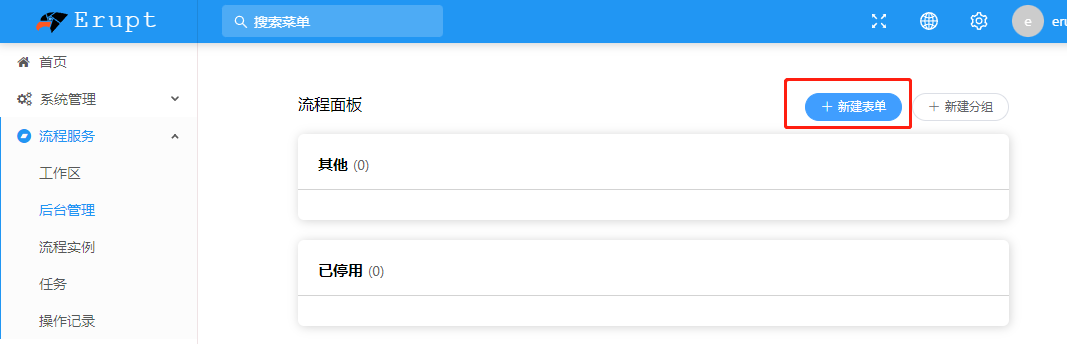 Erupt
搜索菜单
e
eru
首页
系统管理
流程服务
工作区
后台管理
流程实例
任务
操作记录
流程面板
新建表单
新建分组
其他 (0)
已停用 (0)